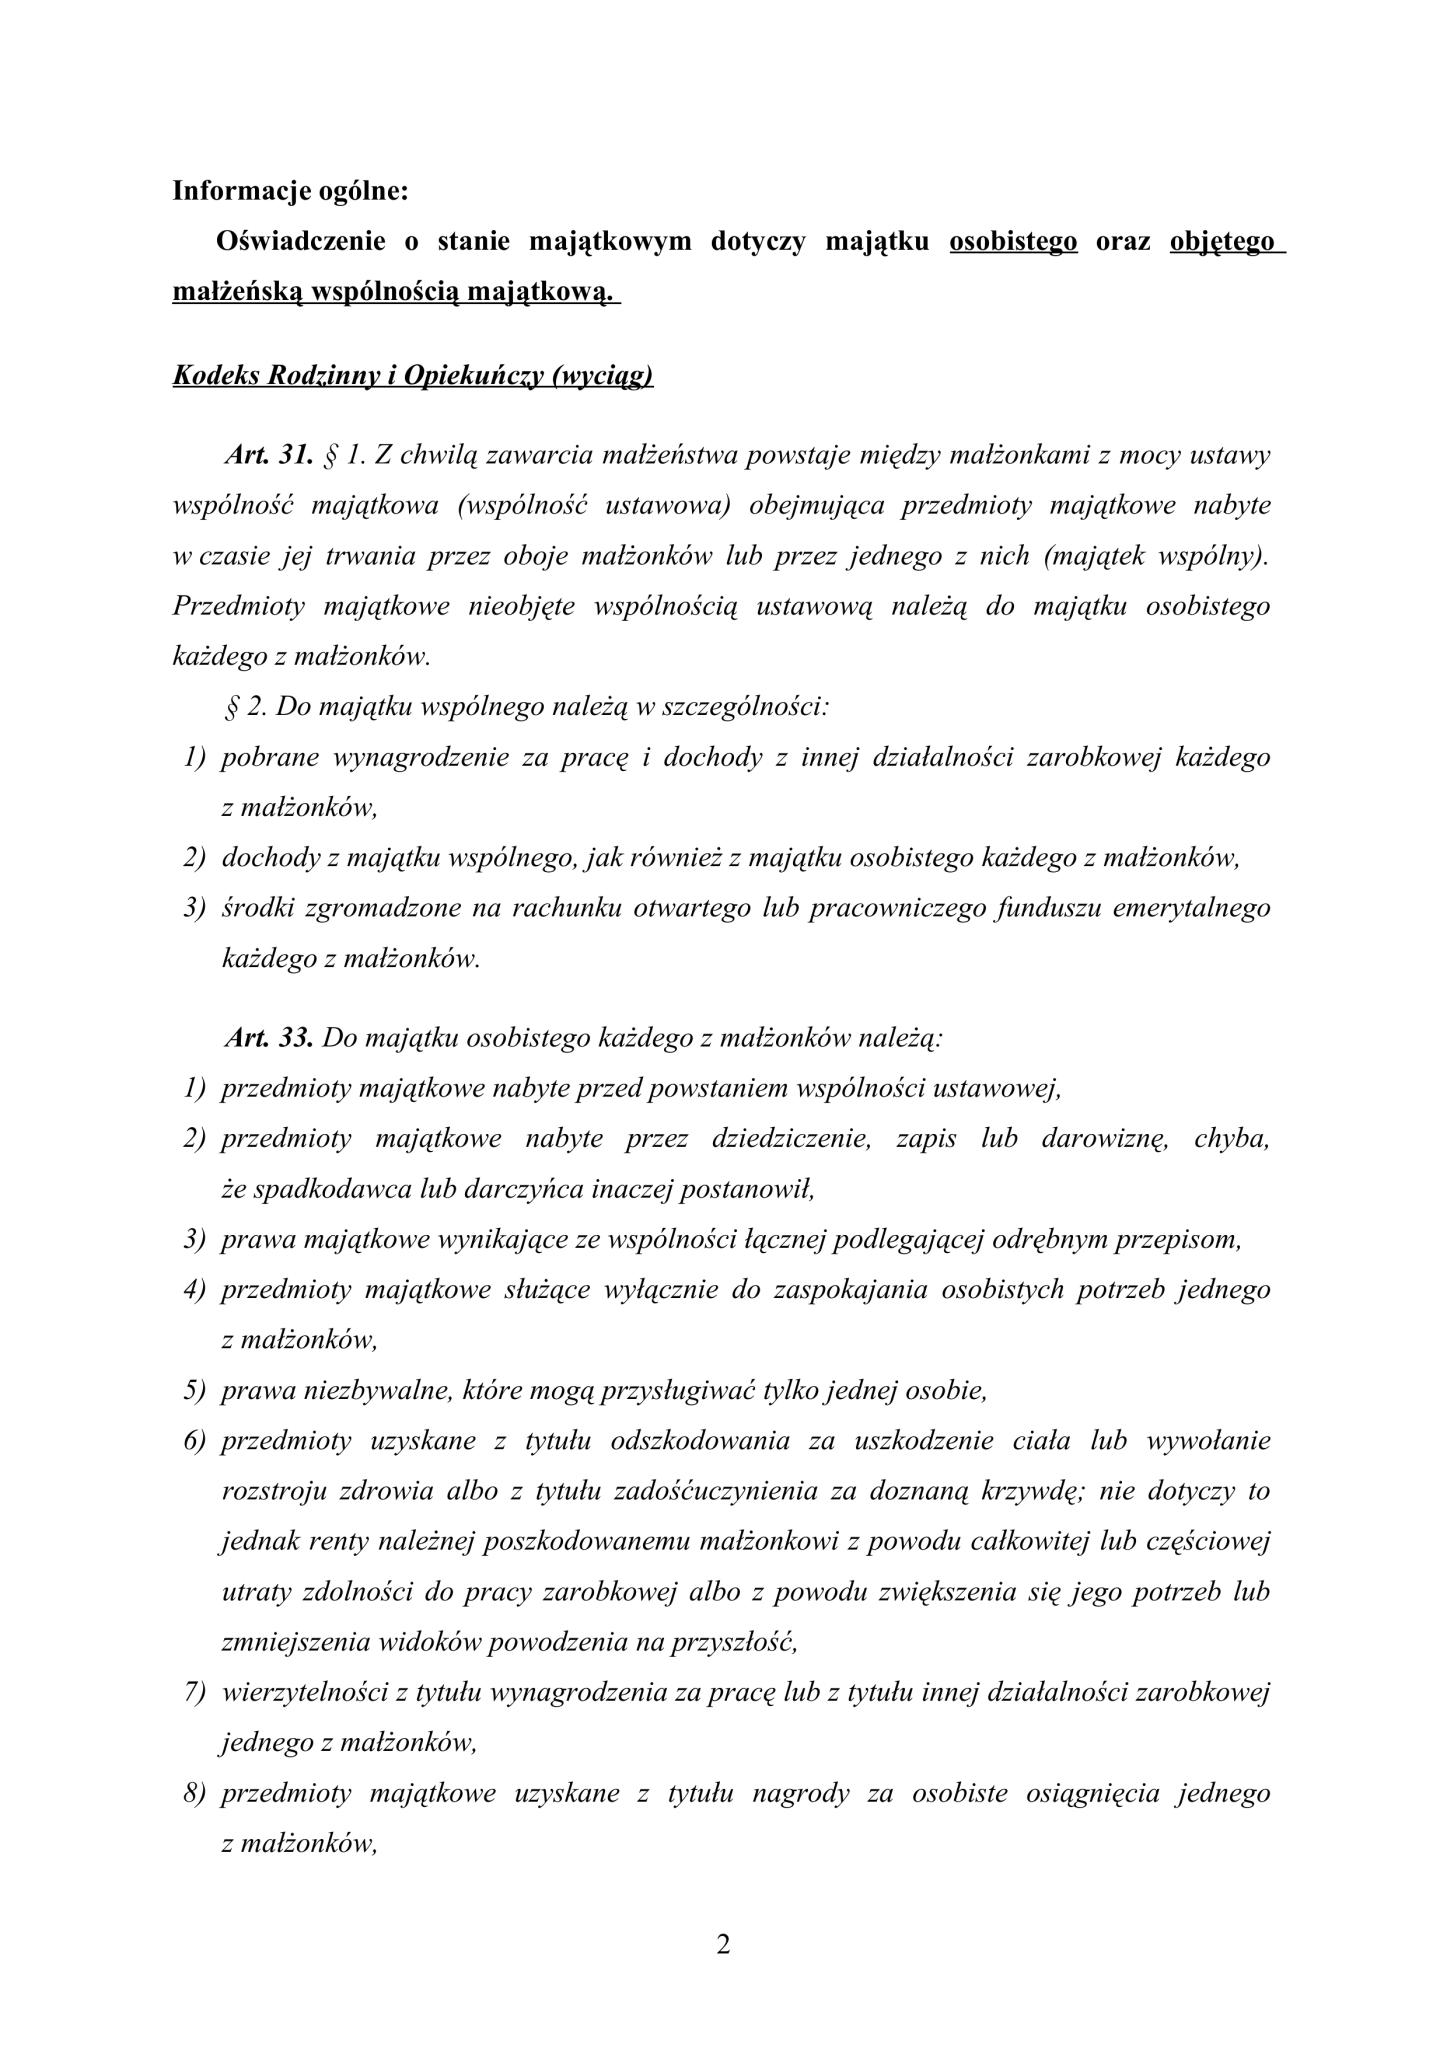 Informacje ogólne:
Oświadczenie o stanie majątkowym dotyczy majątku osobistego oraz objętego
małżeńską wspólnością majątkową.
Kodeks Rodzinny i Opiekuńczy (wyciąg)
Art. 31. § 1. Z chwilą zawarcia małżeństwa powstaje między małżonkami z mocy ustawy
wspólność majątkowa (wspólność ustawowa) obejmująca przedmioty majątkowe nabyte
w czasie jej trwania przez oboje małżonków lub przez jednego z nich (majątek wspólny).
Przedmioty majątkowe nieobjęte wspólnością ustawową należą do majątku osobistego
każdego z małżonków.
§ 2. Do majątku wspólnego należą w szczególności:
1) pobrane wynagrodzenie za pracę i dochody z innej działalności zarobkowej każdego
z małżonków,
2) dochody z majątku wspólnego, jak również z majątku osobistego każdego z małżonków,
3) środki zgromadzone na rachunku otwartego lub pracowniczego funduszu emerytalnego
każdego z małżonków.
Art. 33. Do majątku osobistego każdego z małżonków należą:
1) przedmioty majątkowe nabyte przed powstaniem wspólności ustawowej,
2) przedmioty majątkowe nabyte przez dziedziczenie, zapis lub darowiznę, chyba,
że spadkodawca lub darczyńca inaczej postanowił,
3) prawa majątkowe wynikające ze wspólności łącznej podlegającej odrębnym przepisom,
4) przedmioty majątkowe służące wyłącznie do zaspokajania osobistych potrzeb jednego
z małżonków,
5) prawa niezbywalne, które mogą przysługiwać tylko jednej osobie,
6) przedmioty uzyskane z tytułu odszkodowania za uszkodzenie ciała lub wywołanie
rozstroju zdrowia albo z tytułu zadośćuczynienia za doznaną krzywdę; nie dotyczy to
jednak renty należnej poszkodowanemu małżonkowi z powodu całkowitej lub częściowej
utraty zdolności do pracy zarobkowej albo z powodu zwiększenia się jego potrzeb lub
zmniejszenia widoków powodzenia na przyszłość,
7) wierzytelności z tytułu wynagrodzenia za pracę lub z tytułu innej działalności zarobkowej
jednego z małżonków,
8) przedmioty majątkowe uzyskane z tytułu nagrody za osobiste osiągnięcia jednego
z małżonków,
2